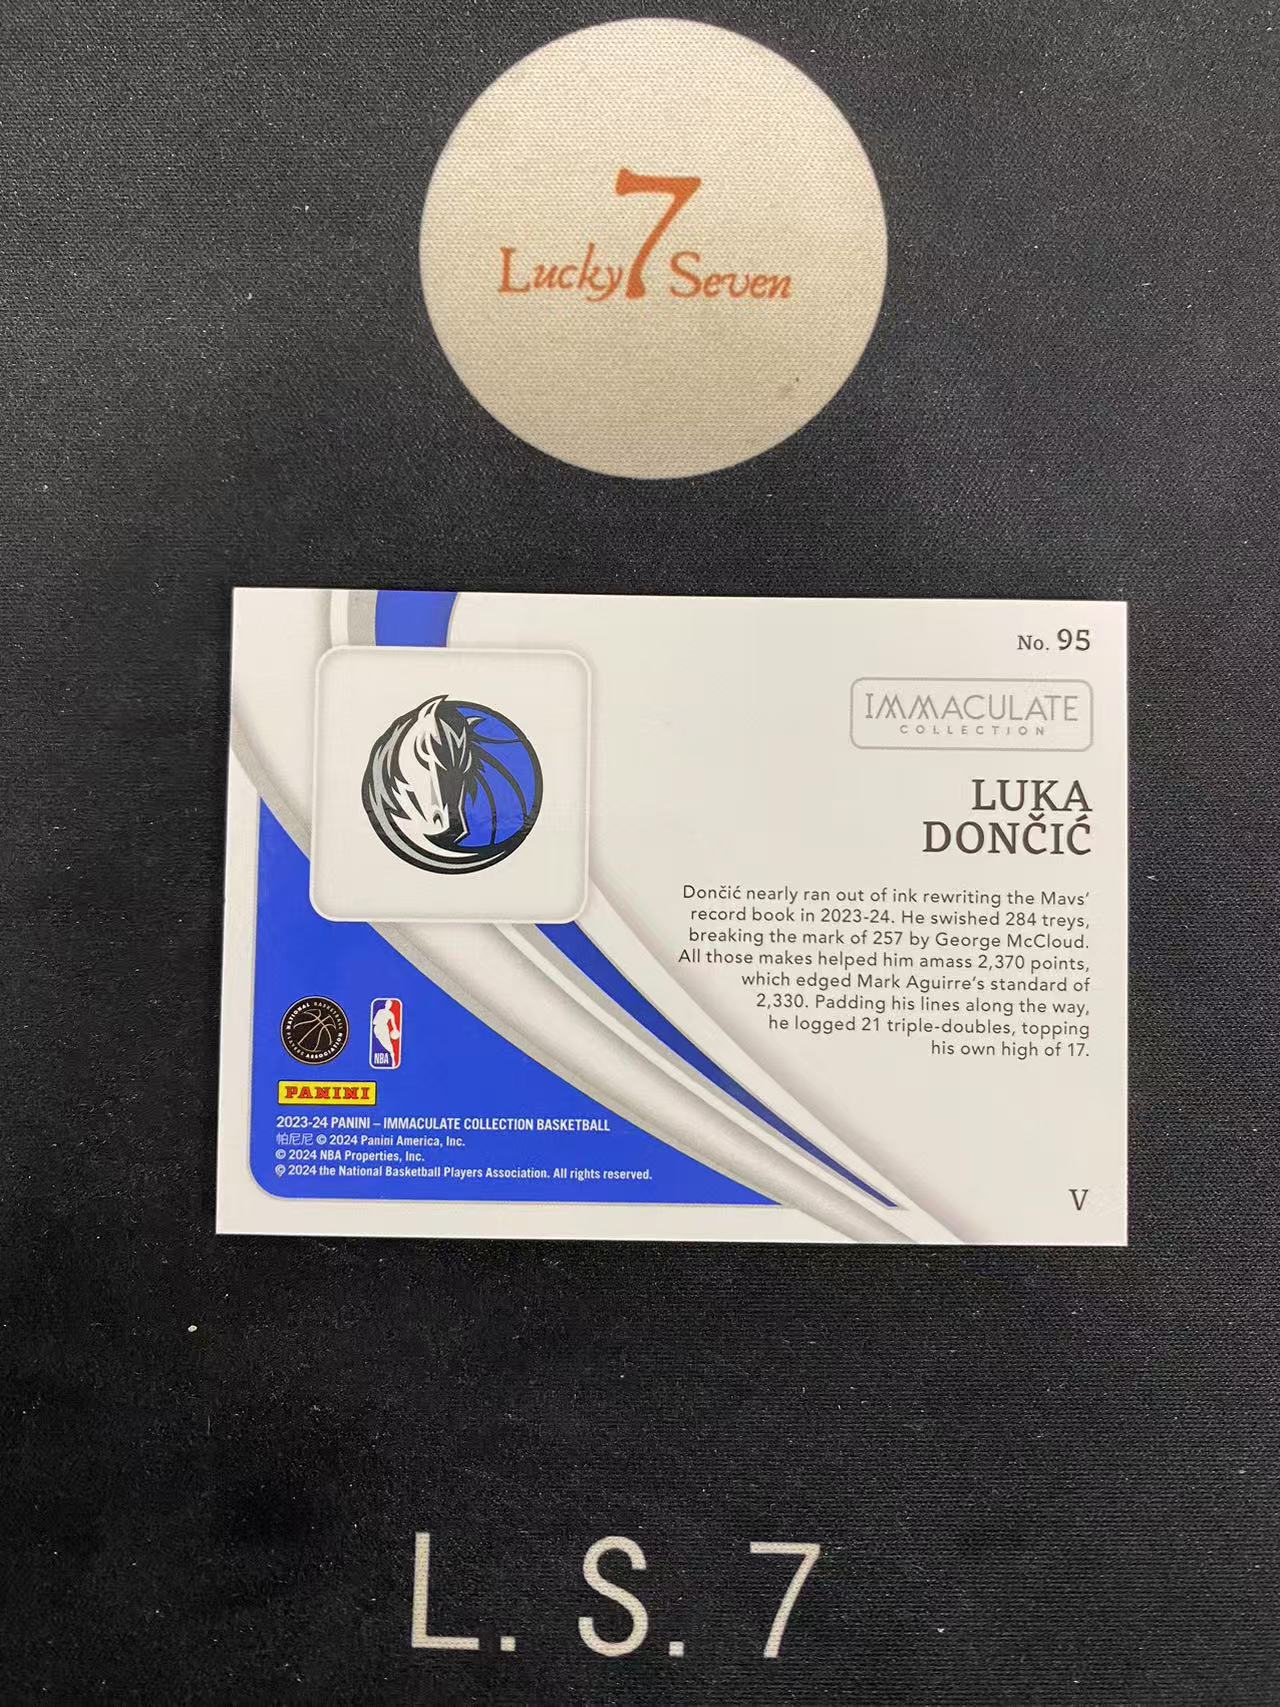 Lucky 7 Seven
No. 95
IMMACULATE
COLLECTION
LUKA
DONČIĆ
Dončić nearly ran out of ink rewriting the Mavs'
record book in 2023-24. He swished 284 treys,
breaking the mark of 257 by George McCloud.
All those makes helped him amass 2,370 points,
which edged Mark Aguirre's standard of
2,330. Padding his lines along the way,
he logged 21 triple-doubles, topping
his own high of 17.
NATIONAL BASKETBALL
PLAYERS ASSOCIATION
NBA
PANINI
2023-24 PANINI – IMMACULATE COLLECTION BASKETBALL
帕尼尼 © 2024 Panini America, Inc.
© 2024 NBA Properties, Inc.
© 2024 the National Basketball Players Association. All rights reserved.
V
L. S. 7